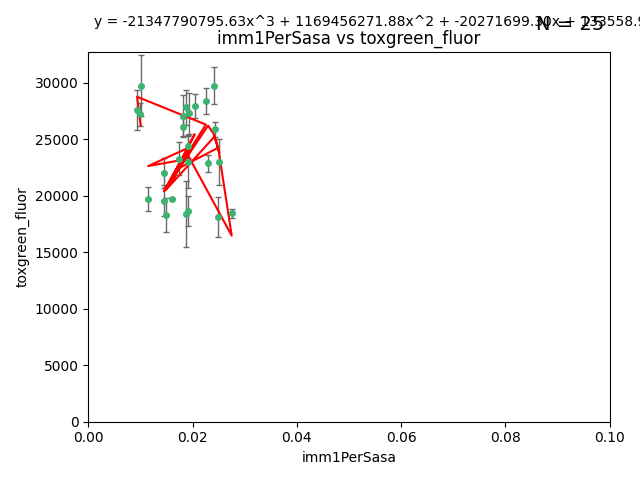 y = -21347790795.63x^3 + 1169456271.88x^2 + -20271699.30x + 133558.9
N = 25
imm1PerSasa vs toxgreen_fluor
30000
25000
20000
15000
10000
5000
0
toxgreen_fluor
0.00 0.02 0.04 0.06 0.08 0.10
imm1PerSasa